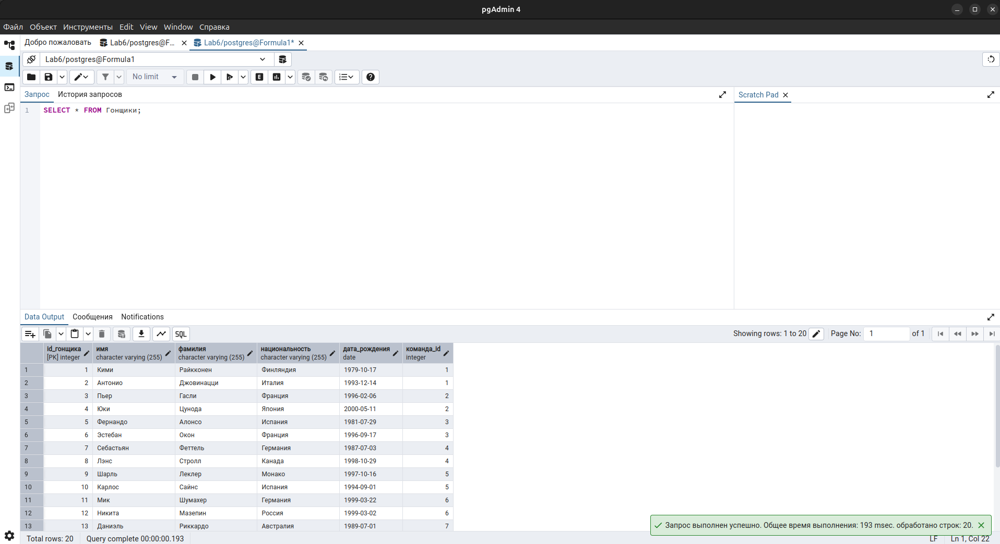 pgAdmin 4
Файл Объект Инструменты Edit View Window Справка
Добро пожаловать Lab6/postgres@F... Lab6/postgres@Formula1*
Lab6/postgres@Formula1
No limit E
Запрос История запросов Scratch Pad
1 SELECT * FROM Гонщики;
Data Output Сообщения Notifications
SQL Showing rows: 1 to 20 Page No: 1 of 1
id_гонщика имя фамилия национальность дата_рождения команда_id
[PK] integer character varying (255) character varying (255) character varying (255) date integer
1 1 Кими Райкконен Финляндия 1979-10-17 1
2 2 Антонио Джовинацци Италия 1993-12-14 1
3 3 Пьер Гасли Франция 1996-02-06 2
4 4 Юки Цунода Япония 2000-05-11 2
5 5 Фернандо Алонсо Испания 1981-07-29 3
6 6 Эстебан Окон Франция 1996-09-17 3
7 7 Себастьян Феттель Германия 1987-07-03 4
8 8 Лэнс Стролл Канада 1998-10-29 4
9 9 Шарль Леклер Монако 1997-10-16 5
10 10 Карлос Сайнс Испания 1994-09-01 5
11 11 Мик Шумахер Германия 1999-03-22 6
12 12 Никита Мазепин Россия 1999-03-02 6
13 13 Даниэль Риккардо Австралия 1989-07-01 7
Запрос выполнен успешно. Общее время выполнения: 193 msec. обработано строк: 20.
Total rows: 20 Query complete 00:00:00.193 LF Ln 1, Col 22